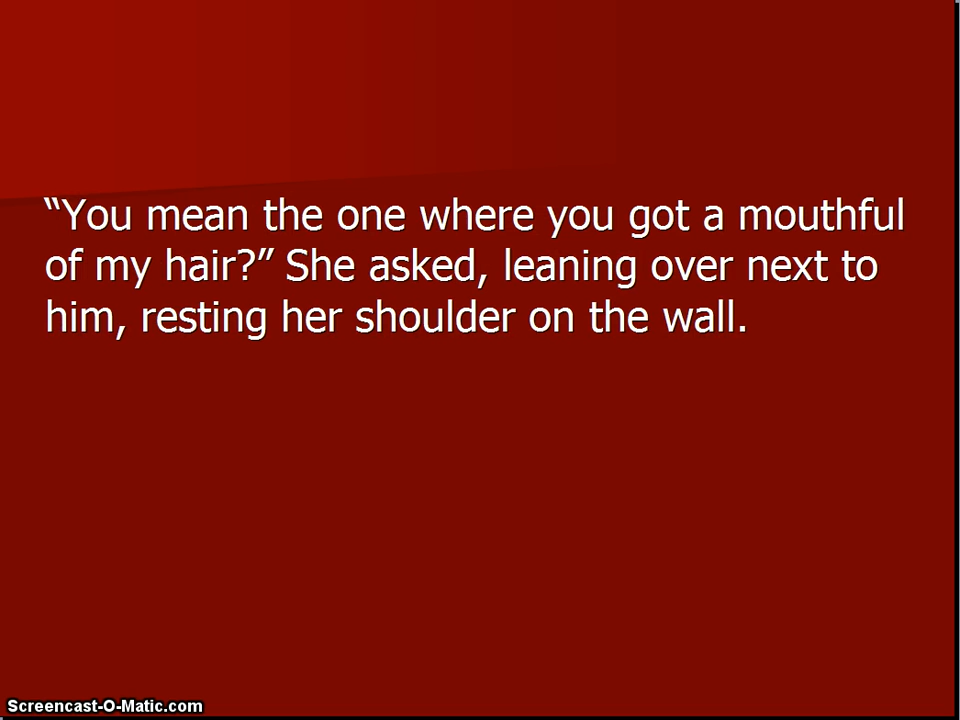 “You mean the one where you got a mouthful
of my hair?” She asked, leaning over next to
him, resting her shoulder on the wall.
Screencast-O-Matic.com